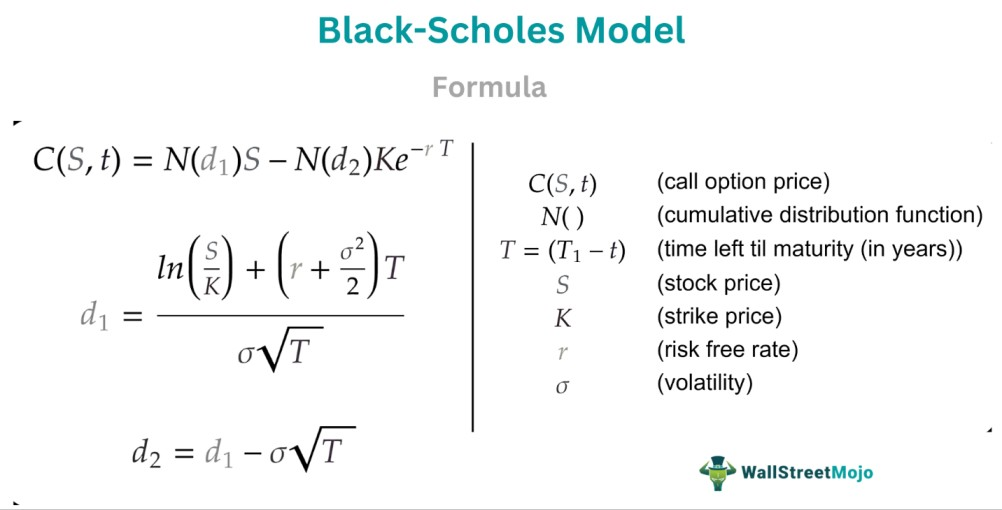 Black-Scholes Model
Formula
C(S, t) = N(d₁)S − N(d₂)Ke⁻ʳ ᵀ
d₁ = (ln(S/K) + (r + σ²/2)T) / (σ√T)
d₂ = d₁ − σ√T
C(S, t) (call option price)
N( ) (cumulative distribution function)
T = (T₁ − t) (time left til maturity (in years))
S (stock price)
K (strike price)
r (risk free rate)
σ (volatility)
WallStreetMojo